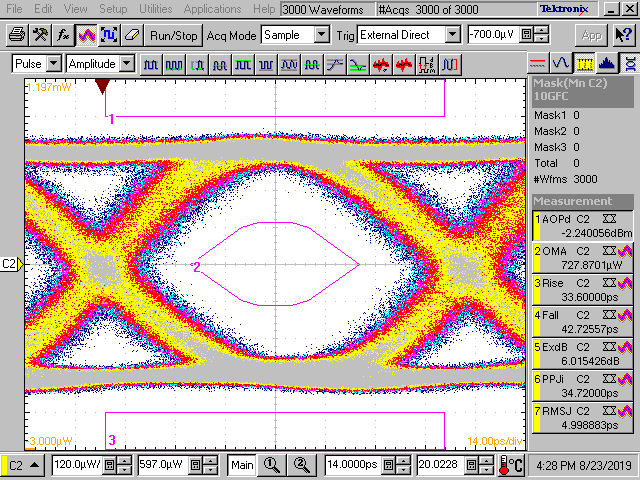 File Edit View Setup Utilities Applications Help 3000 Waveforms #Acqs 3000 of 3000 Tektronix
Run/Stop Acq Mode Sample Trig External Direct -700.0µV App
Pulse Amplitude
1.197mW
1
2
3
C2
-3.000µW
14.00ps/div
Mask(Mn C2)
10GFC
Mask1 0
Mask2 0
Mask3 0
Total 0
#Wfms 3000
Measurement
1 AOPd C2
-2.240056dBm
2 OMA C2
727.8701µW
3 Rise C2
33.60000ps
4 Fall C2
42.72557ps
5 ExdB C2
6.015426dB
6 PPJi C2
34.72000ps
7 RMSJ C2
4.998883ps
C2 120.0µW/ 597.0µW Main 1 2 14.0000ps 20.0228 °C 4:28 PM 8/23/2019